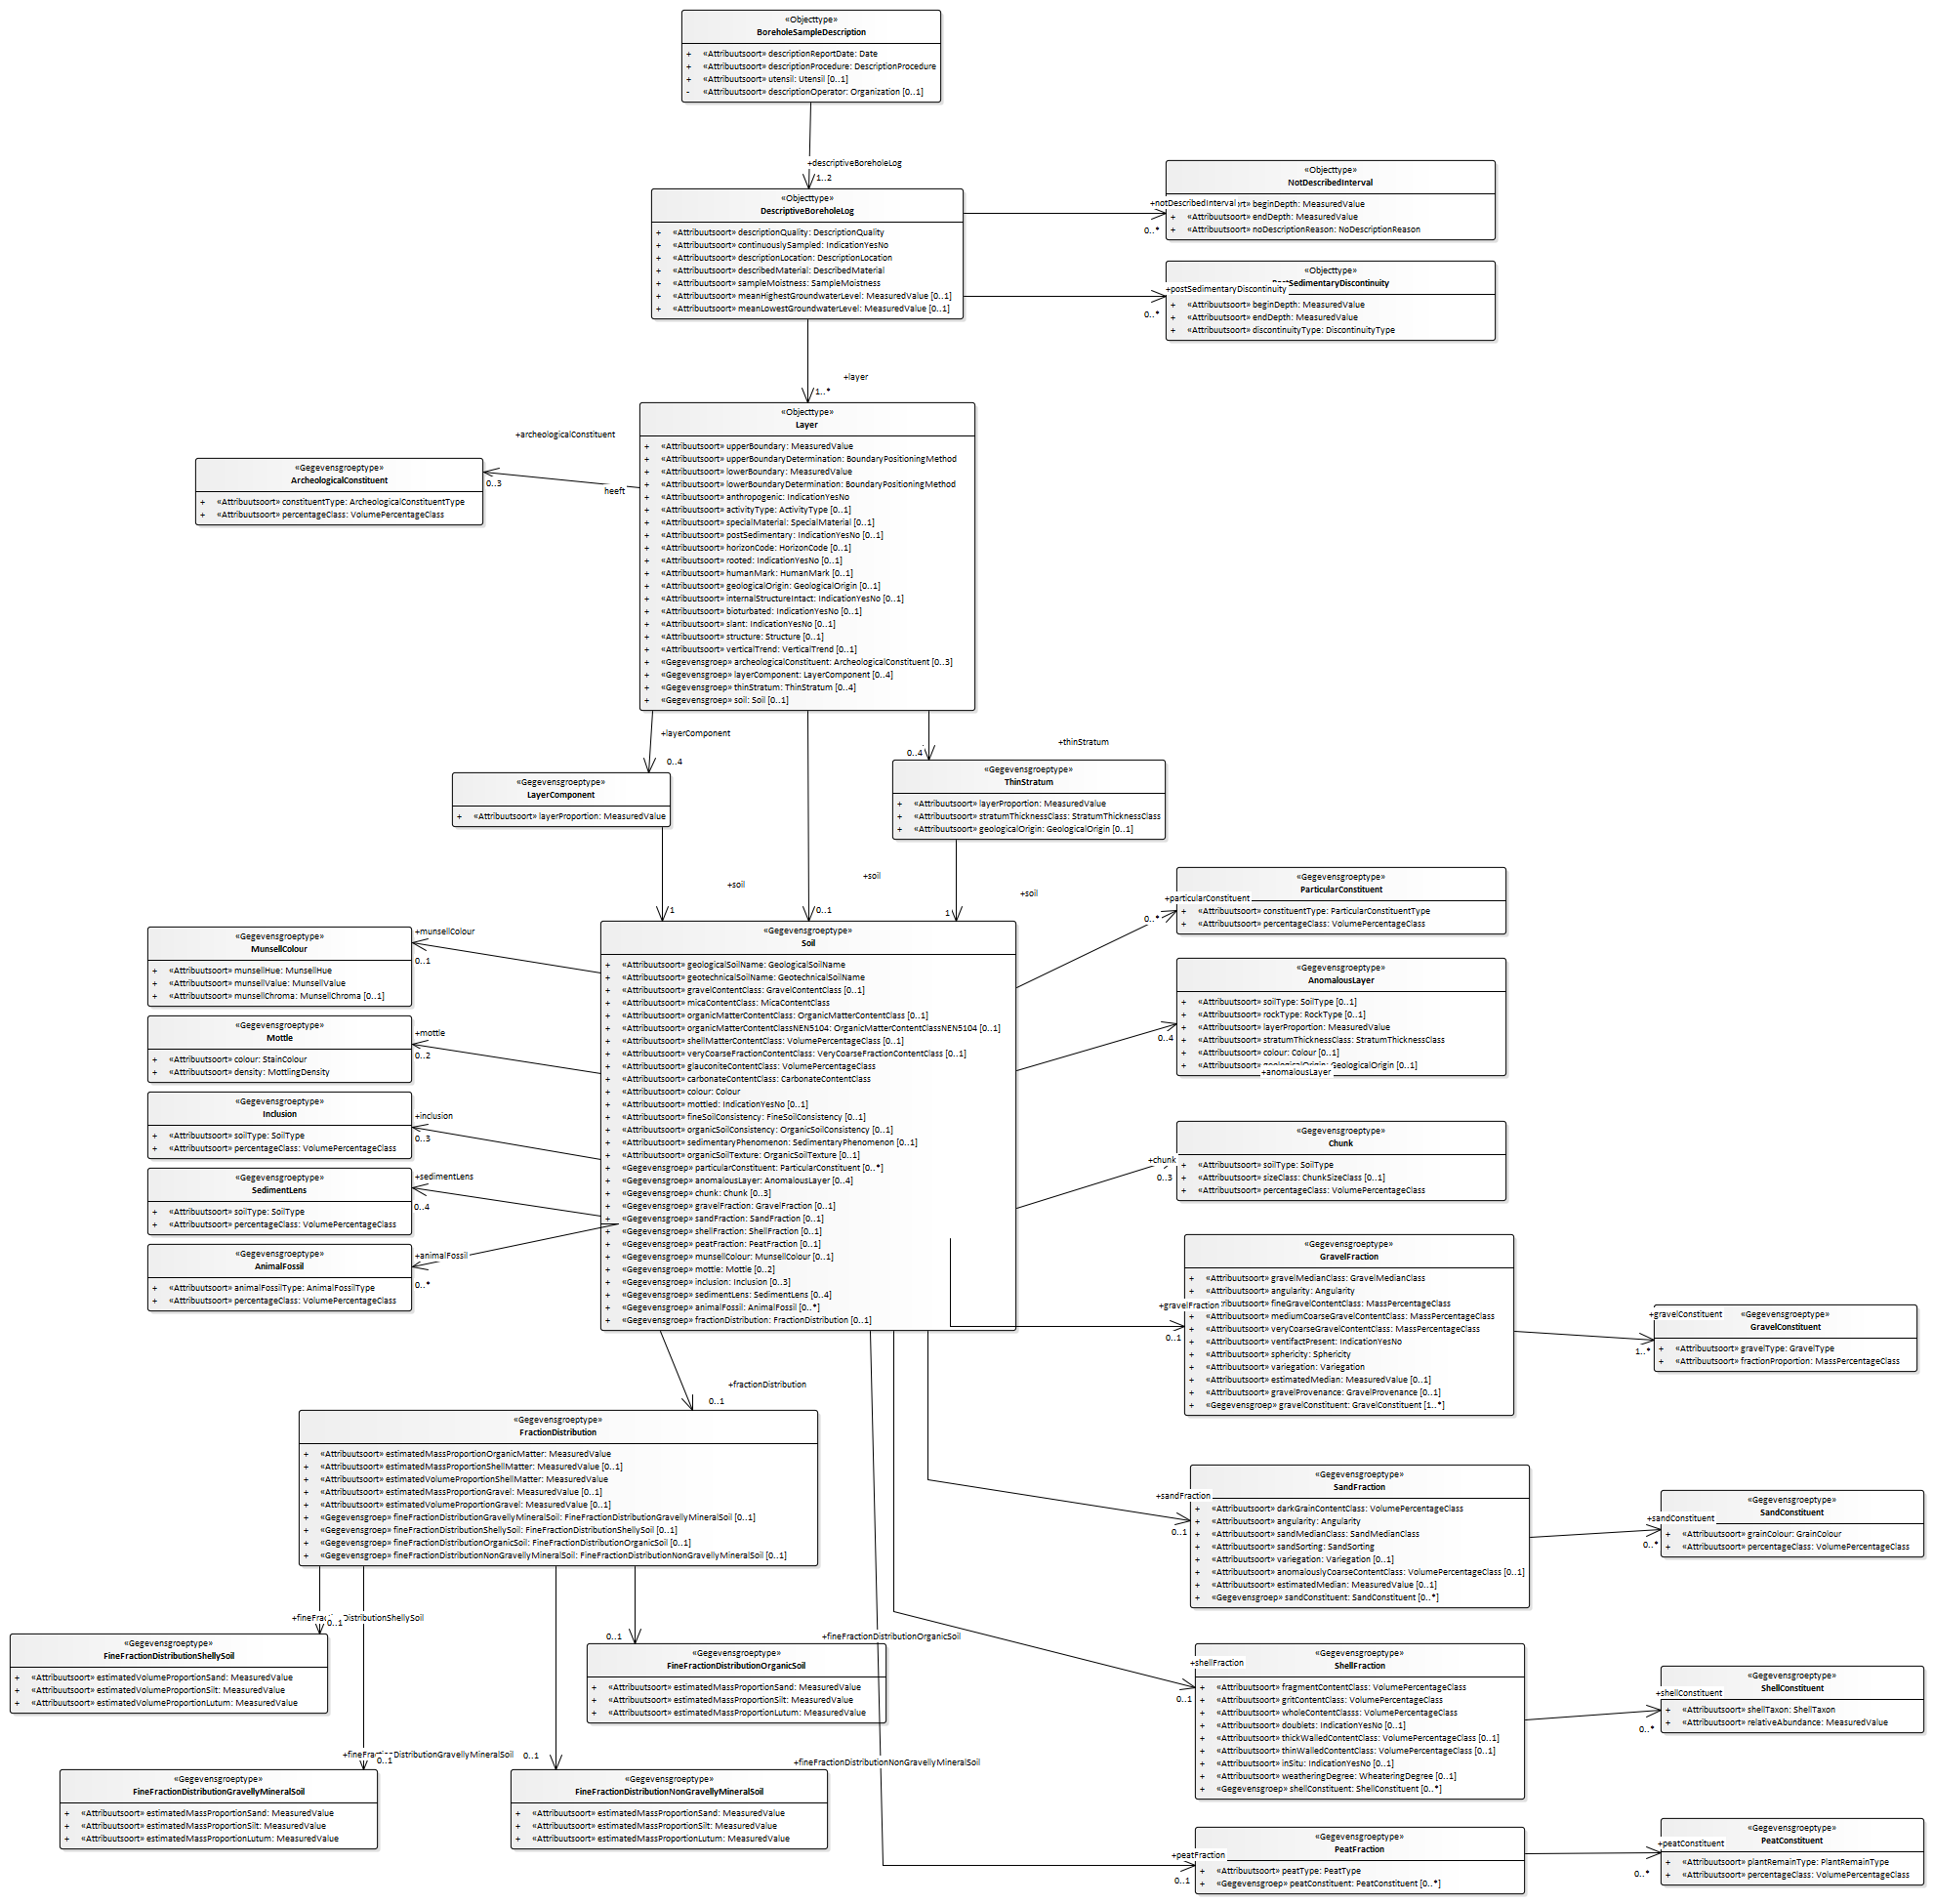 «Objecttype»
BoreholeSampleDescription
+ «Attribuutsoort» descriptionReportDate: Date
+ «Attribuutsoort» descriptionProcedure: DescriptionProcedure
+ «Attribuutsoort» utensil: Utensil [0..1]
- «Attribuutsoort» descriptionOperator: Organization [0..1]
+descriptiveBoreholeLog
1..2
«Objecttype»
DescriptiveBoreholeLog
+ «Attribuutsoort» descriptionQuality: DescriptionQuality
+ «Attribuutsoort» continuouslySampled: IndicationYesNo
+ «Attribuutsoort» descriptionLocation: DescriptionLocation
+ «Attribuutsoort» describedMaterial: DescribedMaterial
+ «Attribuutsoort» sampleMoistness: SampleMoistness
+ «Attribuutsoort» meanHighestGroundwaterLevel: MeasuredValue [0..1]
+ «Attribuutsoort» meanLowestGroundwaterLevel: MeasuredValue [0..1]
«Objecttype»
NotDescribedInterval
+notDescribedInterval
beginDepth: MeasuredValue
+ «Attribuutsoort» endDepth: MeasuredValue
+ «Attribuutsoort» noDescriptionReason: NoDescriptionReason
0..*
«Objecttype»
PostSedimentaryDiscontinuity
+postSedimentaryDiscontinuity
+ «Attribuutsoort» beginDepth: MeasuredValue
+ «Attribuutsoort» endDepth: MeasuredValue
+ «Attribuutsoort» discontinuityType: DiscontinuityType
0..*
+layer
1..*
«Objecttype»
Layer
+ «Attribuutsoort» upperBoundary: MeasuredValue
+ «Attribuutsoort» upperBoundaryDetermination: BoundaryPositioningMethod
+ «Attribuutsoort» lowerBoundary: MeasuredValue
+ «Attribuutsoort» lowerBoundaryDetermination: BoundaryPositioningMethod
+ «Attribuutsoort» anthropogenic: IndicationYesNo
+ «Attribuutsoort» activityType: ActivityType [0..1]
+ «Attribuutsoort» specialMaterial: SpecialMaterial [0..1]
+ «Attribuutsoort» postSedimentary: IndicationYesNo [0..1]
+ «Attribuutsoort» horizonCode: HorizonCode [0..1]
+ «Attribuutsoort» rooted: IndicationYesNo [0..1]
+ «Attribuutsoort» humanMark: HumanMark [0..1]
+ «Attribuutsoort» geologicalOrigin: GeologicalOrigin [0..1]
+ «Attribuutsoort» internalStructureIntact: IndicationYesNo [0..1]
+ «Attribuutsoort» bioturbated: IndicationYesNo [0..1]
+ «Attribuutsoort» slant: IndicationYesNo [0..1]
+ «Attribuutsoort» structure: Structure [0..1]
+ «Attribuutsoort» verticalTrend: VerticalTrend [0..1]
+ «Gegevensgroep» archeologicalConstituent: ArcheologicalConstituent [0..3]
+ «Gegevensgroep» layerComponent: LayerComponent [0..4]
+ «Gegevensgroep» thinStratum: ThinStratum [0..4]
+ «Gegevensgroep» soil: Soil [0..1]
+archeologicalConstituent
0..3
heeft
«Gegevensgroeptype»
ArcheologicalConstituent
+ «Attribuutsoort» constituentType: ArcheologicalConstituentType
+ «Attribuutsoort» percentageClass: VolumePercentageClass
+layerComponent
0..4
«Gegevensgroeptype»
LayerComponent
+ «Attribuutsoort» layerProportion: MeasuredValue
+thinStratum
0..4
«Gegevensgroeptype»
ThinStratum
+ «Attribuutsoort» layerProportion: MeasuredValue
+ «Attribuutsoort» stratumThicknessClass: StratumThicknessClass
+ «Attribuutsoort» geologicalOrigin: GeologicalOrigin [0..1]
+soil
1
+soil
0..1
+soil
1
«Gegevensgroeptype»
Soil
+ «Attribuutsoort» geologicalSoilName: GeologicalSoilName
+ «Attribuutsoort» geotechnicalSoilName: GeotechnicalSoilName
+ «Attribuutsoort» gravelContentClass: GravelContentClass [0..1]
+ «Attribuutsoort» micaContentClass: MicaContentClass
+ «Attribuutsoort» organicMatterContentClass: OrganicMatterContentClass [0..1]
+ «Attribuutsoort» organicMatterContentClassNEN5104: OrganicMatterContentClassNEN5104 [0..1]
+ «Attribuutsoort» shellMatterContentClass: VolumePercentageClass [0..1]
+ «Attribuutsoort» veryCoarseFractionContentClass: VeryCoarseFractionContentClass [0..1]
+ «Attribuutsoort» glauconiteContentClass: VolumePercentageClass
+ «Attribuutsoort» carbonateContentClass: CarbonateContentClass
+ «Attribuutsoort» colour: Colour
+ «Attribuutsoort» mottled: IndicationYesNo [0..1]
+ «Attribuutsoort» fineSoilConsistency: FineSoilConsistency [0..1]
+ «Attribuutsoort» organicSoilConsistency: OrganicSoilConsistency [0..1]
+ «Attribuutsoort» sedimentaryPhenomenon: SedimentaryPhenomenon [0..1]
+ «Attribuutsoort» organicSoilTexture: OrganicSoilTexture [0..1]
+ «Gegevensgroep» particularConstituent: ParticularConstituent [0..*]
+ «Gegevensgroep» anomalousLayer: AnomalousLayer [0..4]
+ «Gegevensgroep» chunk: Chunk [0..3]
+ «Gegevensgroep» gravelFraction: GravelFraction [0..1]
+ «Gegevensgroep» sandFraction: SandFraction [0..1]
+ «Gegevensgroep» shellFraction: ShellFraction [0..1]
+ «Gegevensgroep» peatFraction: PeatFraction [0..1]
+ «Gegevensgroep» munsellColour: MunsellColour [0..1]
+ «Gegevensgroep» mottle: Mottle [0..2]
+ «Gegevensgroep» inclusion: Inclusion [0..3]
+ «Gegevensgroep» sedimentLens: SedimentLens [0..4]
+ «Gegevensgroep» animalFossil: AnimalFossil [0..*]
+ «Gegevensgroep» fractionDistribution: FractionDistribution [0..1]
«Gegevensgroeptype»
MunsellColour
+ «Attribuutsoort» munsellHue: MunsellHue
+ «Attribuutsoort» munsellValue: MunsellValue
+ «Attribuutsoort» munsellChroma: MunsellChroma [0..1]
+munsellColour
0..1
«Gegevensgroeptype»
Mottle
+ «Attribuutsoort» colour: StainColour
+ «Attribuutsoort» density: MottlingDensity
+mottle
0..2
«Gegevensgroeptype»
Inclusion
+ «Attribuutsoort» soilType: SoilType
+ «Attribuutsoort» percentageClass: VolumePercentageClass
+inclusion
0..3
«Gegevensgroeptype»
SedimentLens
+ «Attribuutsoort» soilType: SoilType
+ «Attribuutsoort» percentageClass: VolumePercentageClass
+sedimentLens
0..4
«Gegevensgroeptype»
AnimalFossil
+ «Attribuutsoort» animalFossilType: AnimalFossilType
+ «Attribuutsoort» percentageClass: VolumePercentageClass
+animalFossil
0..*
«Gegevensgroeptype»
ParticularConstituent
+particularConstituent
+ «Attribuutsoort» constituentType: ParticularConstituentType
+ «Attribuutsoort» percentageClass: VolumePercentageClass
0..*
«Gegevensgroeptype»
AnomalousLayer
+ «Attribuutsoort» soilType: SoilType [0..1]
+ «Attribuutsoort» rockType: RockType [0..1]
+ «Attribuutsoort» layerProportion: MeasuredValue
+ «Attribuutsoort» stratumThicknessClass: StratumThicknessClass
+ «Attribuutsoort» colour: Colour [0..1]
+ «Attribuutsoort» geologicalOrigin: GeologicalOrigin [0..1]
+anomalousLayer
0..4
«Gegevensgroeptype»
Chunk
+chunk
+ «Attribuutsoort» soilType: SoilType
+ «Attribuutsoort» sizeClass: ChunkSizeClass [0..1]
+ «Attribuutsoort» percentageClass: VolumePercentageClass
0..3
«Gegevensgroeptype»
GravelFraction
+ «Attribuutsoort» gravelMedianClass: GravelMedianClass
+ «Attribuutsoort» angularity: Angularity
+gravelFraction
fineGravelContentClass: MassPercentageClass
+ «Attribuutsoort» mediumCoarseGravelContentClass: MassPercentageClass
+ «Attribuutsoort» veryCoarseGravelContentClass: MassPercentageClass
+ «Attribuutsoort» ventifactPresent: IndicationYesNo
+ «Attribuutsoort» sphericity: Sphericity
+ «Attribuutsoort» variegation: Variegation
+ «Attribuutsoort» estimatedMedian: MeasuredValue [0..1]
+ «Attribuutsoort» gravelProvenance: GravelProvenance [0..1]
+ «Gegevensgroep» gravelConstituent: GravelConstituent [1..*]
0..1
+gravelConstituent
1..*
«Gegevensgroeptype»
GravelConstituent
+ «Attribuutsoort» gravelType: GravelType
+ «Attribuutsoort» fractionProportion: MassPercentageClass
+fractionDistribution
0..1
«Gegevensgroeptype»
FractionDistribution
+ «Attribuutsoort» estimatedMassProportionOrganicMatter: MeasuredValue
+ «Attribuutsoort» estimatedMassProportionShellMatter: MeasuredValue [0..1]
+ «Attribuutsoort» estimatedVolumeProportionShellMatter: MeasuredValue
+ «Attribuutsoort» estimatedMassProportionGravel: MeasuredValue [0..1]
+ «Attribuutsoort» estimatedVolumeProportionGravel: MeasuredValue [0..1]
+ «Gegevensgroep» fineFractionDistributionGravellyMineralSoil: FineFractionDistributionGravellyMineralSoil [0..1]
+ «Gegevensgroep» fineFractionDistributionShellySoil: FineFractionDistributionShellySoil [0..1]
+ «Gegevensgroep» fineFractionDistributionOrganicSoil: FineFractionDistributionOrganicSoil [0..1]
+ «Gegevensgroep» fineFractionDistributionNonGravellyMineralSoil: FineFractionDistributionNonGravellyMineralSoil [0..1]
«Gegevensgroeptype»
SandFraction
+ «Attribuutsoort» darkGrainContentClass: VolumePercentageClass
+ «Attribuutsoort» angularity: Angularity
+ «Attribuutsoort» sandMedianClass: SandMedianClass
+ «Attribuutsoort» sandSorting: SandSorting
+ «Attribuutsoort» variegation: Variegation [0..1]
+ «Attribuutsoort» anomalouslyCoarseContentClass: VolumePercentageClass [0..1]
+ «Attribuutsoort» estimatedMedian: MeasuredValue [0..1]
+ «Gegevensgroep» sandConstituent: SandConstituent [0..*]
+sandFraction
0..1
+sandConstituent
0..*
«Gegevensgroeptype»
SandConstituent
+ «Attribuutsoort» grainColour: GrainColour
+ «Attribuutsoort» percentageClass: VolumePercentageClass
+fineFractionDistributionShellySoil
0..1
«Gegevensgroeptype»
FineFractionDistributionShellySoil
+ «Attribuutsoort» estimatedVolumeProportionSand: MeasuredValue
+ «Attribuutsoort» estimatedVolumeProportionSilt: MeasuredValue
+ «Attribuutsoort» estimatedVolumeProportionLutum: MeasuredValue
+fineFractionDistributionOrganicSoil
0..1
«Gegevensgroeptype»
FineFractionDistributionOrganicSoil
+ «Attribuutsoort» estimatedMassProportionSand: MeasuredValue
+ «Attribuutsoort» estimatedMassProportionSilt: MeasuredValue
+ «Attribuutsoort» estimatedMassProportionLutum: MeasuredValue
+fineFractionDistributionGravellyMineralSoil
0..1
«Gegevensgroeptype»
FineFractionDistributionGravellyMineralSoil
+ «Attribuutsoort» estimatedMassProportionSand: MeasuredValue
+ «Attribuutsoort» estimatedMassProportionSilt: MeasuredValue
+ «Attribuutsoort» estimatedMassProportionLutum: MeasuredValue
+fineFractionDistributionNonGravellyMineralSoil
0..1
«Gegevensgroeptype»
FineFractionDistributionNonGravellyMineralSoil
+ «Attribuutsoort» estimatedMassProportionSand: MeasuredValue
+ «Attribuutsoort» estimatedMassProportionSilt: MeasuredValue
+ «Attribuutsoort» estimatedMassProportionLutum: MeasuredValue
«Gegevensgroeptype»
ShellFraction
+ «Attribuutsoort» fragmentContentClass: VolumePercentageClass
+ «Attribuutsoort» gritContentClass: VolumePercentageClass
+ «Attribuutsoort» wholeContentClasss: VolumePercentageClass
+ «Attribuutsoort» doublets: IndicationYesNo [0..1]
+ «Attribuutsoort» thickWalledContentClass: VolumePercentageClass [0..1]
+ «Attribuutsoort» thinWalledContentClass: VolumePercentageClass [0..1]
+ «Attribuutsoort» inSitu: IndicationYesNo [0..1]
+ «Attribuutsoort» weatheringDegree: WheateringDegree [0..1]
+ «Gegevensgroep» shellConstituent: ShellConstituent [0..*]
+shellFraction
0..1
+shellConstituent
0..*
«Gegevensgroeptype»
ShellConstituent
+ «Attribuutsoort» shellTaxon: ShellTaxon
+ «Attribuutsoort» relativeAbundance: MeasuredValue
«Gegevensgroeptype»
PeatFraction
+ «Attribuutsoort» peatType: PeatType
+ «Gegevensgroep» peatConstituent: PeatConstituent [0..*]
+peatFraction
0..1
+peatConstituent
0..*
«Gegevensgroeptype»
PeatConstituent
+ «Attribuutsoort» plantRemainType: PlantRemainType
+ «Attribuutsoort» percentageClass: VolumePercentageClass